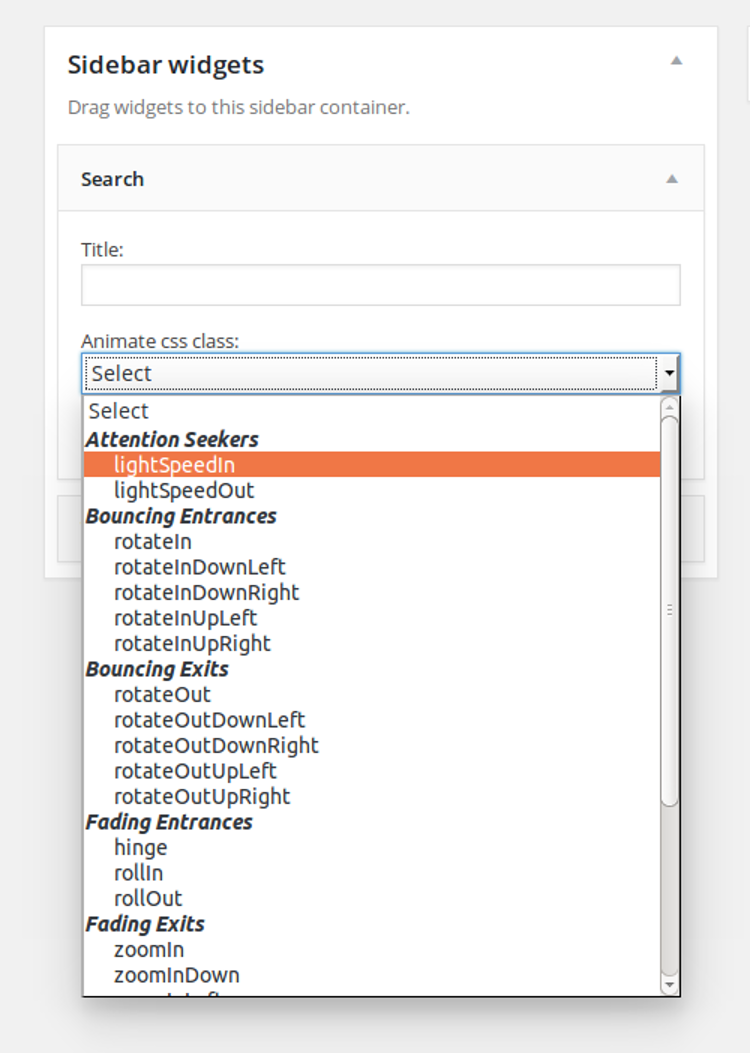 Sidebar widgets
Drag widgets to this sidebar container.
Search
Title:
Animate css class:
Select
Select
Attention Seekers
lightSpeedIn
lightSpeedOut
Bouncing Entrances
rotateIn
rotateInDownLeft
rotateInDownRight
rotateInUpLeft
rotateInUpRight
Bouncing Exits
rotateOut
rotateOutDownLeft
rotateOutDownRight
rotateOutUpLeft
rotateOutUpRight
Fading Entrances
hinge
rollIn
rollOut
Fading Exits
zoomIn
zoomInDown